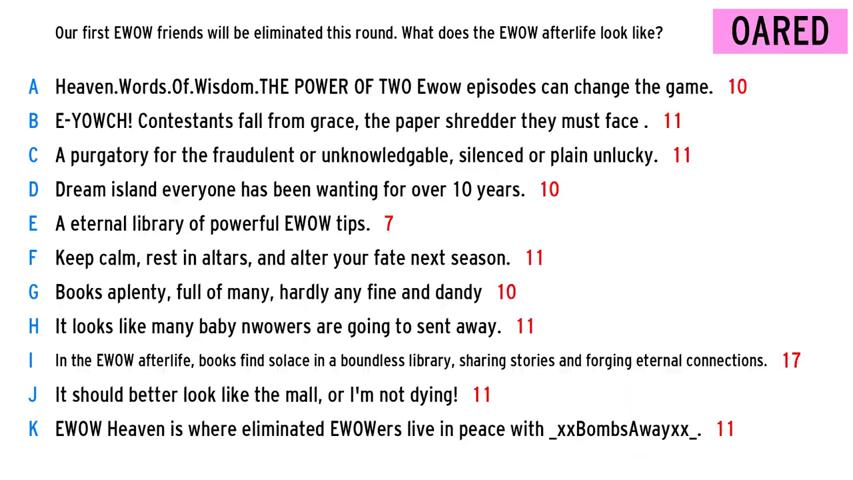 Our first EWOW friends will be eliminated this round. What does the EWOW afterlife look like?
OARED
A Heaven.Words.Of.Wisdom.THE POWER OF TWO Ewow episodes can change the game. 10
B E-YOWCH! Contestants fall from grace, the paper shredder they must face . 11
C A purgatory for the fraudulent or unknowledgable, silenced or plain unlucky. 11
D Dream island everyone has been wanting for over 10 years. 10
E A eternal library of powerful EWOW tips. 7
F Keep calm, rest in altars, and alter your fate next season. 11
G Books aplenty, full of many, hardly any fine and dandy 10
H It looks like many baby nwowers are going to sent away. 11
I In the EWOW afterlife, books find solace in a boundless library, sharing stories and forging eternal connections. 17
J It should better look like the mall, or I'm not dying! 11
K EWOW Heaven is where eliminated EWOWers live in peace with _xxBombsAwayxx_. 11